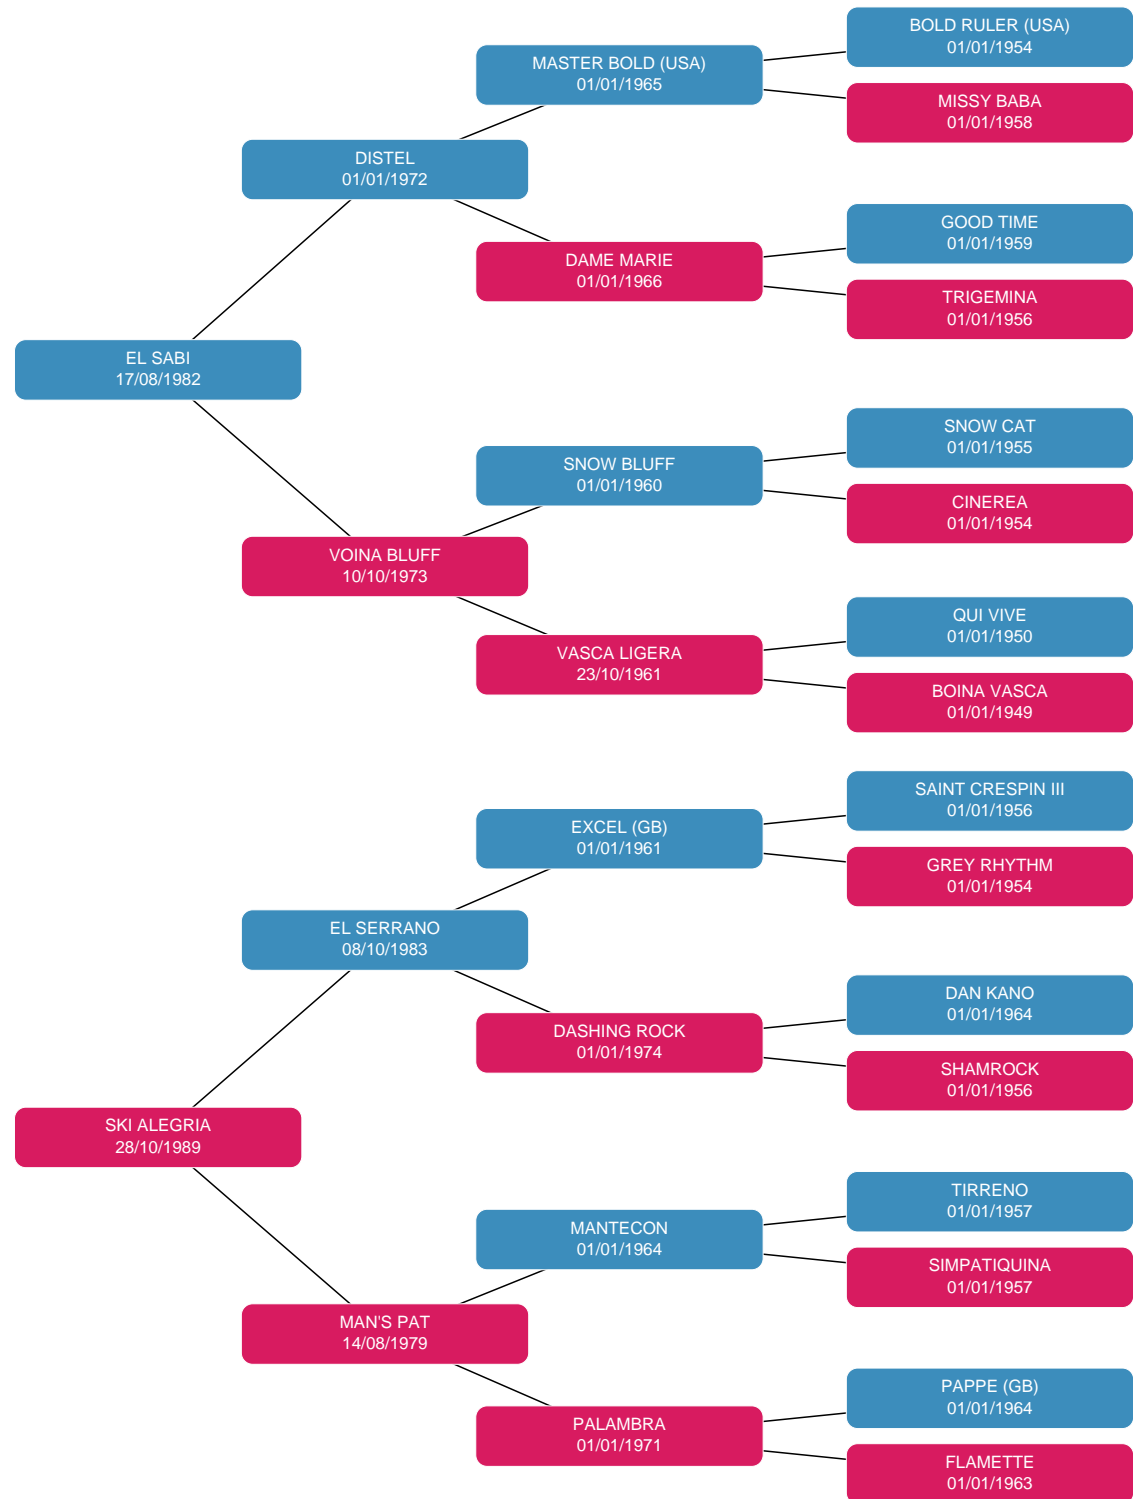 BOLD RULER (USA)
01/01/1954
MASTER BOLD (USA)
01/01/1965
MISSY BABA
01/01/1958
DISTEL
01/01/1972
GOOD TIME
01/01/1959
DAME MARIE
01/01/1966
TRIGEMINA
01/01/1956
EL SABI
17/08/1982
SNOW CAT
01/01/1955
SNOW BLUFF
01/01/1960
CINEREA
01/01/1954
VOINA BLUFF
10/10/1973
QUI VIVE
01/01/1950
VASCA LIGERA
23/10/1961
BOINA VASCA
01/01/1949
SAINT CRESPIN III
01/01/1956
EXCEL (GB)
01/01/1961
GREY RHYTHM
01/01/1954
EL SERRANO
08/10/1983
DAN KANO
01/01/1964
DASHING ROCK
01/01/1974
SHAMROCK
01/01/1956
SKI ALEGRIA
28/10/1989
TIRRENO
01/01/1957
MANTECON
01/01/1964
SIMPATIQUINA
01/01/1957
MAN'S PAT
14/08/1979
PAPPE (GB)
01/01/1964
PALAMBRA
01/01/1971
FLAMETTE
01/01/1963